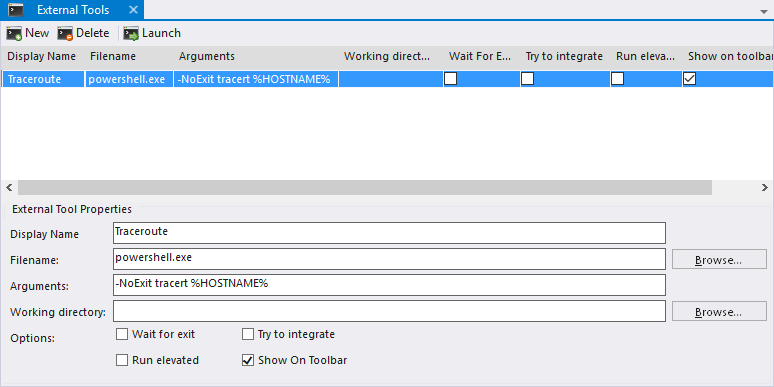 External Tools
New Delete Launch
Display Name Filename Arguments Working direct... Wait For E... Try to integrate Run eleva... Show on toolbar
Traceroute powershell.exe -NoExit tracert %HOSTNAME%
External Tool Properties
Display Name Traceroute
Filename: powershell.exe Browse...
Arguments: -NoExit tracert %HOSTNAME%
Working directory: Browse...
Options: Wait for exit Try to integrate
Run elevated Show On Toolbar